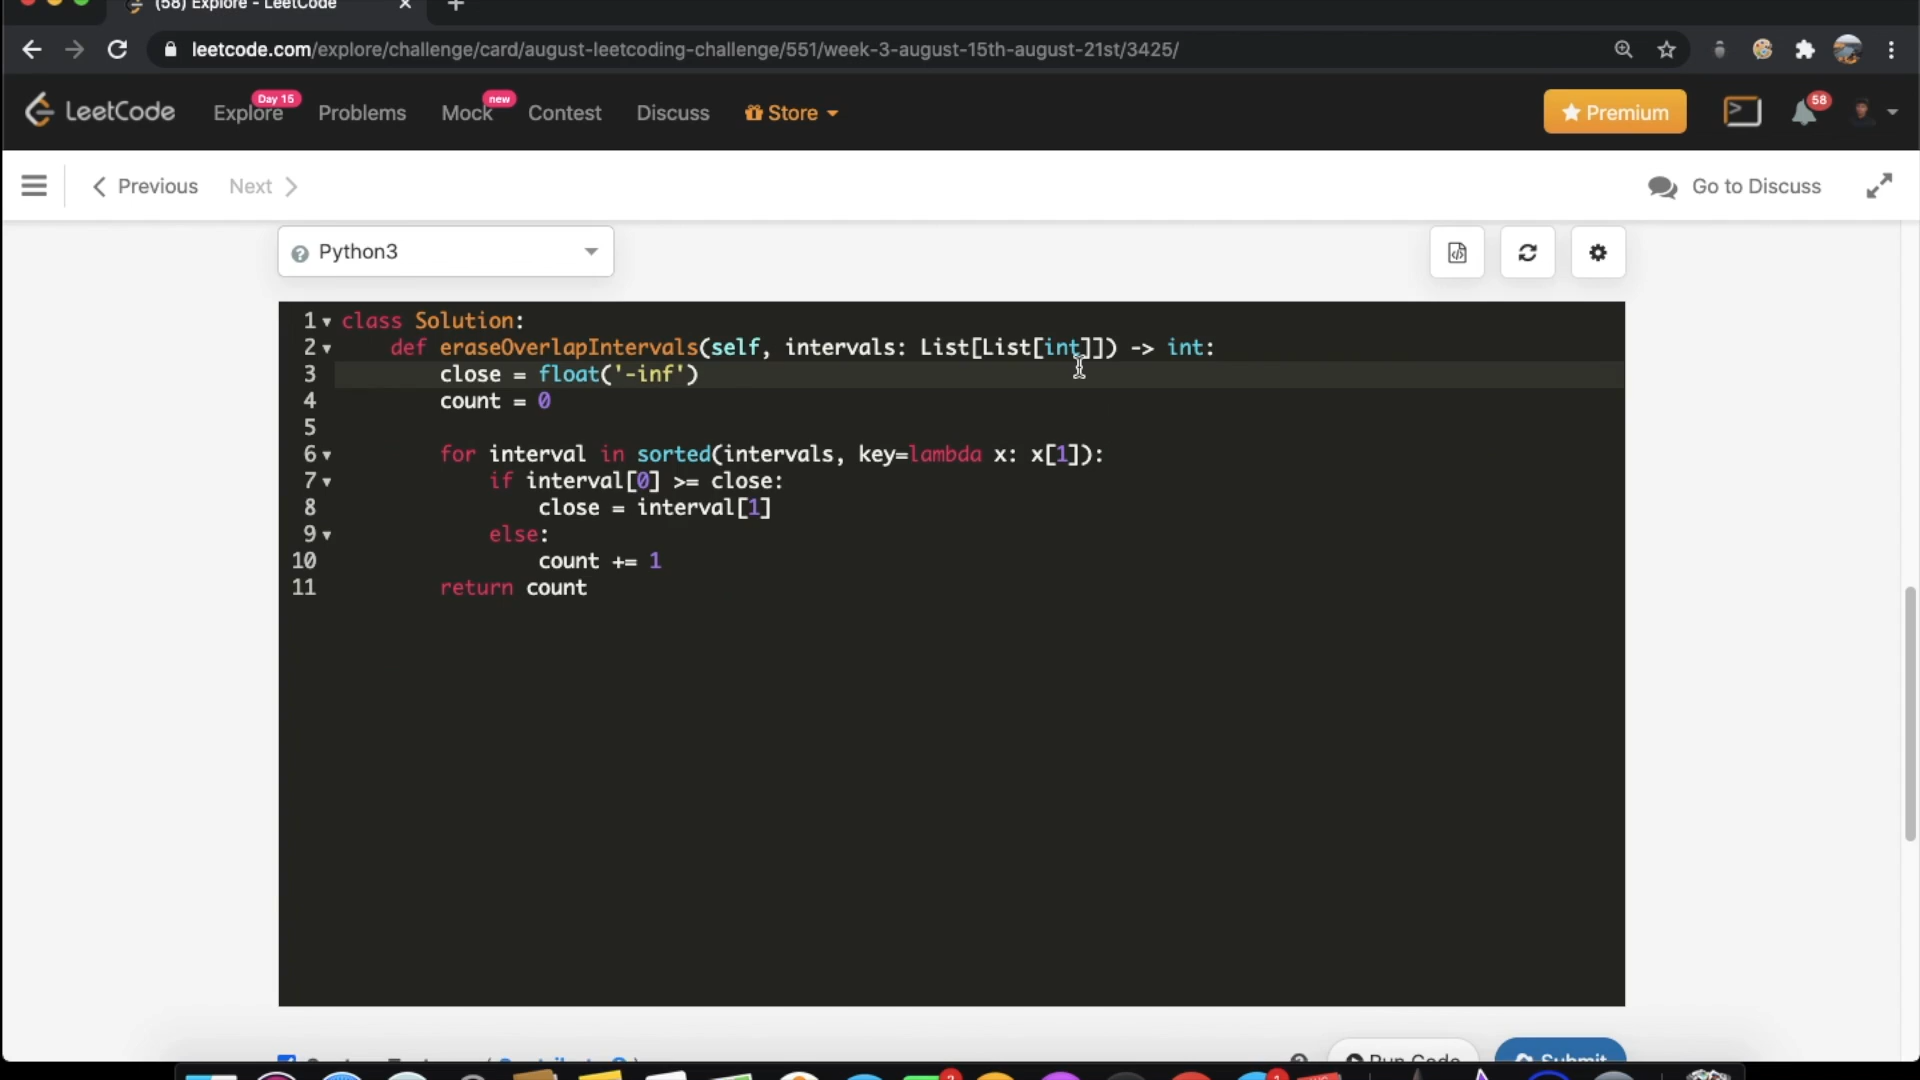 (58) Explore - LeetCode
leetcode.com/explore/challenge/card/august-leetcoding-challenge/551/week-3-august-15th-august-21st/3425/
LeetCode Explore Day 15 Problems Mock new Contest Discuss Store Premium 58
Previous Next Go to Discuss
Python3
1 class Solution:
2 def eraseOverlapIntervals(self, intervals: List[List[int]]) -> int:
3 close = float('-inf')
4 count = 0
5
6 for interval in sorted(intervals, key=lambda x: x[1]):
7 if interval[0] >= close:
8 close = interval[1]
9 else:
10 count += 1
11 return count
Run Code Submit